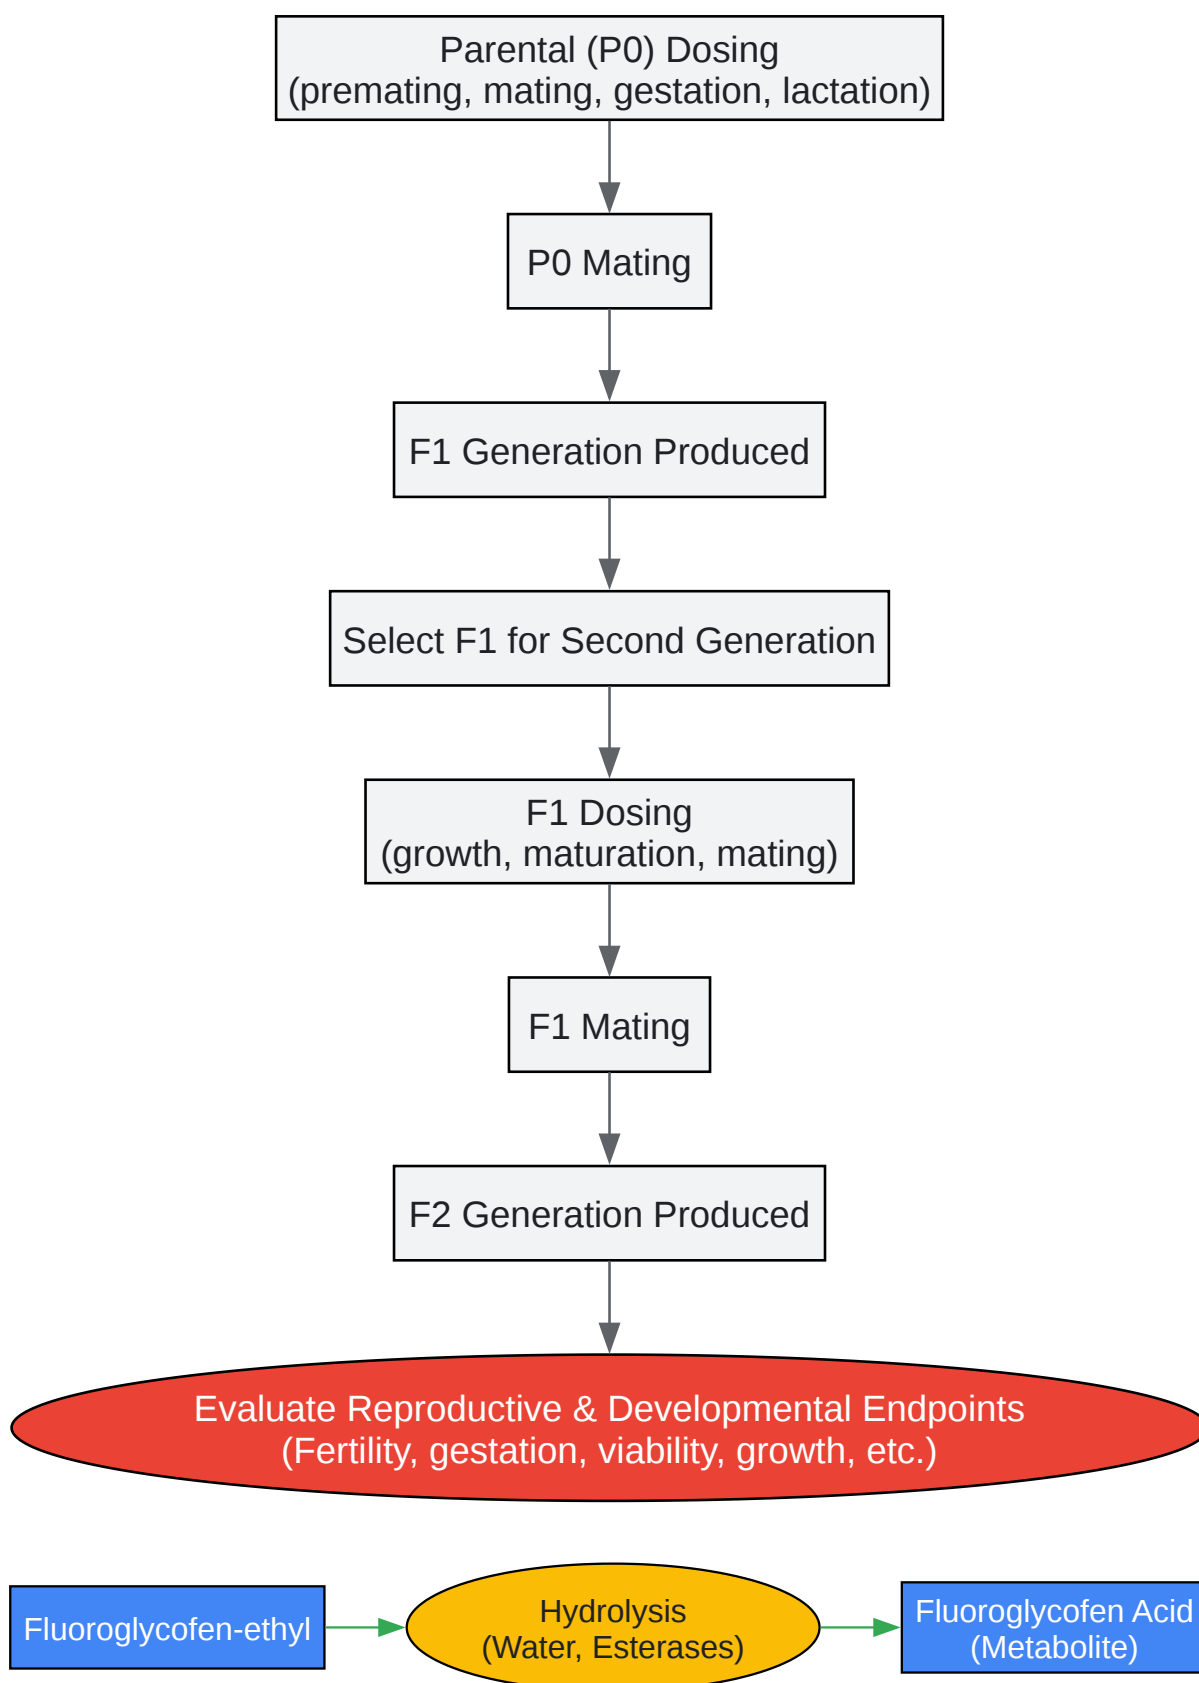 Parental (P0) Dosing
(premating, mating, gestation, lactation)
P0 Mating
F1 Generation Produced
Select F1 for Second Generation
F1 Dosing
(growth, maturation, mating)
F1 Mating
F2 Generation Produced
Evaluate Reproductive & Developmental Endpoints
(Fertility, gestation, viability, growth, etc.)
Fluoroglycofen-ethyl
Hydrolysis
(Water, Esterases)
Fluoroglycofen Acid
(Metabolite)